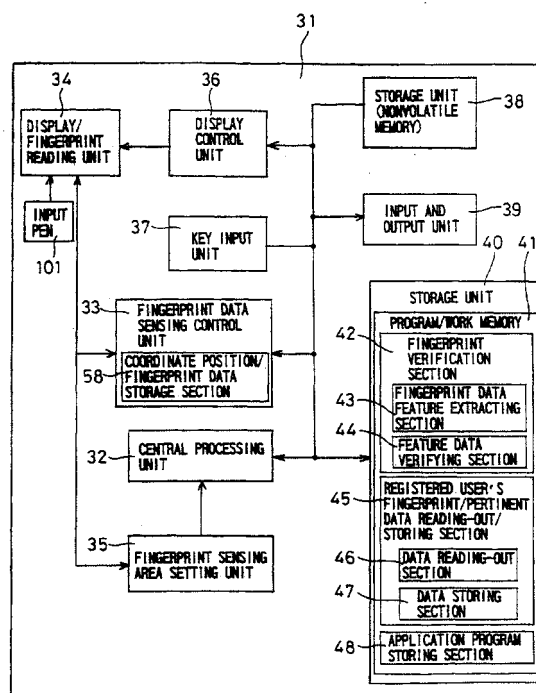 31
34
36
DISPLAY/
FINGERPRINT
READING UNIT
DISPLAY
CONTROL
UNIT
STORAGE UNIT
(NONVOLATILE
MEMORY)
38
INPUT
PEN
101
37
KEY INPUT
UNIT
INPUT AND
OUTPUT UNIT
39
40
41
33
FINGERPRINT DATA
SENSING CONTROL
UNIT
58
COORDINATE POSITION/
FINGERPRINT DATA
STORAGE SECTION
STORAGE UNIT
PROGRAM/WORK MEMORY
42
FINGERPRINT
VERIFICATION
SECTION
43
FINGERPRINT DATA
FEATURE EXTRACTING
SECTION
44
FEATURE DATA
VERIFYING SECTION
32
CENTRAL PROCESSING
UNIT
45
REGISTERED USER'S
FINGERPRINT/PERTINENT
DATA READING-OUT/
STORING SECTION
46
DATA READING-OUT
SECTION
47
DATA STORING
SECTION
35
FINGERPRINT SENSING
AREA SETTING UNIT
48
APPLICATION PROGRAM
STORING SECTION